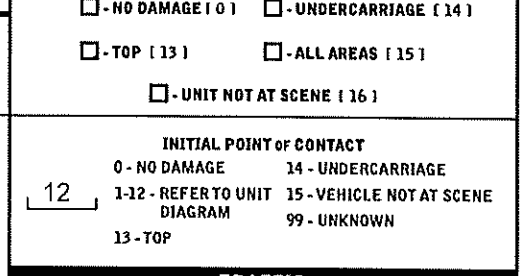 ☐ - NO DAMAGE [ 0 ] ☐ - UNDERCARRIAGE [ 14 ]
☐ - TOP [ 13 ] ☐ - ALL AREAS [ 15 ]
☐ - UNIT NOT AT SCENE [ 16 ]
INITIAL POINT OF CONTACT
0 - NO DAMAGE 14 - UNDERCARRIAGE
12 1-12 - REFER TO UNIT 15 - VEHICLE NOT AT SCENE
DIAGRAM 99 - UNKNOWN
13 - TOP